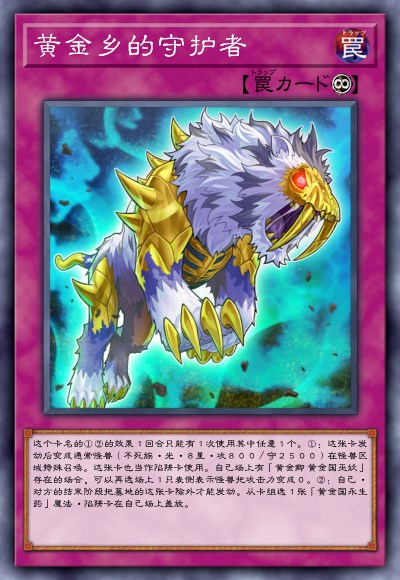 黄金乡的守护者
トラップ
罠
トラップ
【罠カード】
这个卡名的①②的效果1回合只能有1次使用其中任意1个。①：这张卡发
动后变成通常怪兽（不死族·光·8星·攻800／守2500）在怪兽区
域特殊召唤。这张卡也当作陷阱卡使用。自己场上有「黄金卿 黄金国巫妖」
存在的场合，可以再选场上1只表侧表示怪兽把攻击力变成0。②：自己·
对方的结束阶段把墓地的这张卡除外才能发动。从卡组选1张「黄金国永生
药」魔法·陷阱卡在自己场上盖放。